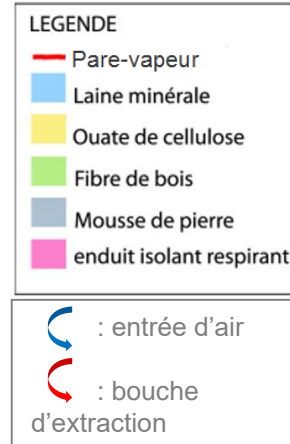 LEGENDE
Pare-vapeur
Laine minérale
Ouate de cellulose
Fibre de bois
Mousse de pierre
enduit isolant respirant
: entrée d'air
: bouche
d'extraction